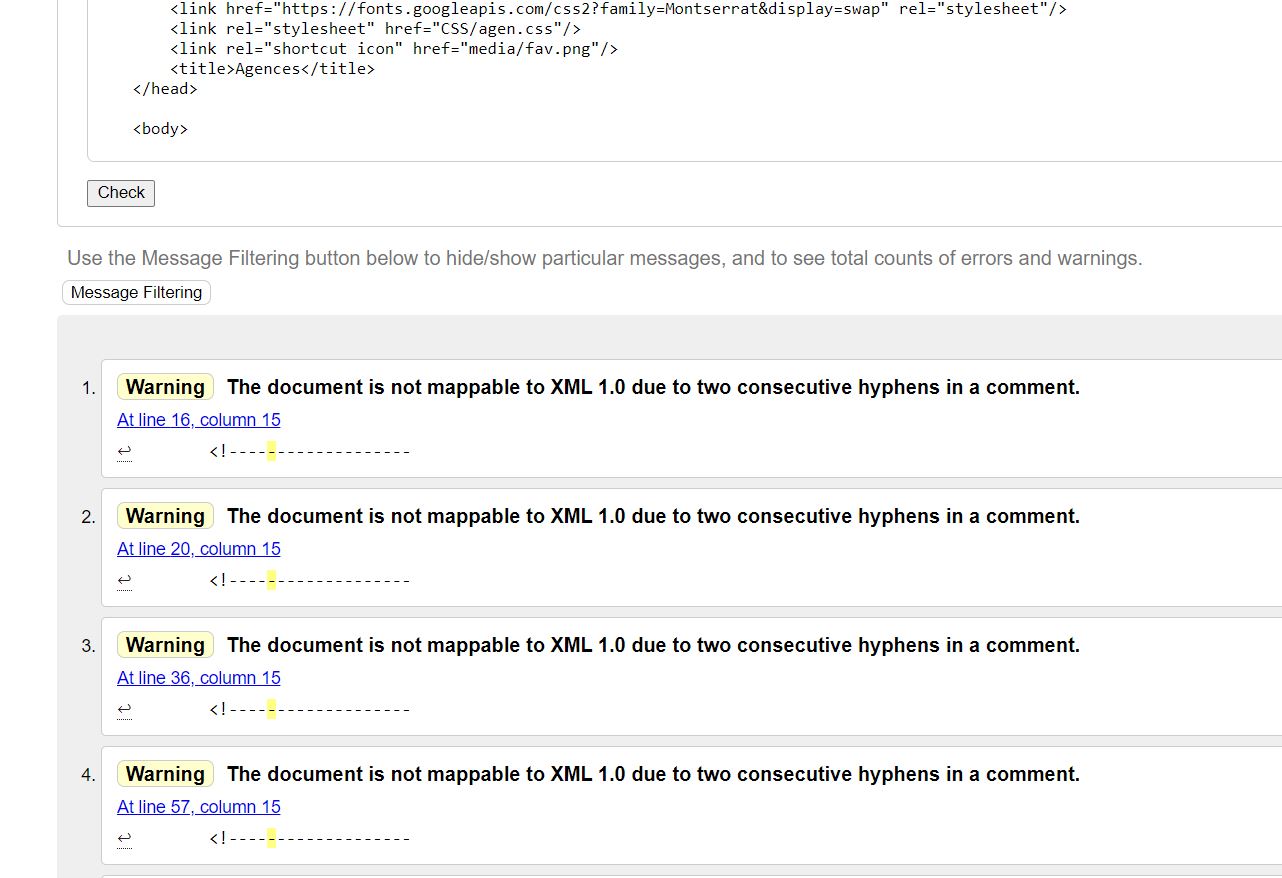 <link href="https://fonts.googleapis.com/css2?family=Montserrat&display=swap" rel="stylesheet"/>
<link rel="stylesheet" href="CSS/agen.css"/>
<link rel="shortcut icon" href="media/fav.png"/>
<title>Agences</title>
</head>
<body>
Check
Use the Message Filtering button below to hide/show particular messages, and to see total counts of errors and warnings.
Message Filtering
1. Warning The document is not mappable to XML 1.0 due to two consecutive hyphens in a comment.
At line 16, column 15
↩ <!-------------------
2. Warning The document is not mappable to XML 1.0 due to two consecutive hyphens in a comment.
At line 20, column 15
↩ <!-------------------
3. Warning The document is not mappable to XML 1.0 due to two consecutive hyphens in a comment.
At line 36, column 15
↩ <!-------------------
4. Warning The document is not mappable to XML 1.0 due to two consecutive hyphens in a comment.
At line 57, column 15
↩ <!-------------------